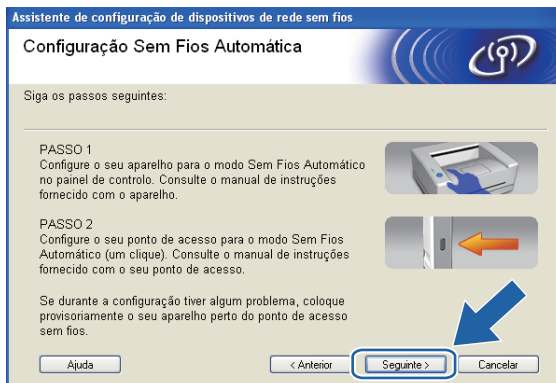 Assistente de configuração de dispositivos de rede sem fios
Configuração Sem Fios Automática
Siga os passos seguintes:
PASSO 1
Configure o seu aparelho para o modo Sem Fios Automático
no painel de controlo. Consulte o manual de instruções
fornecido com o aparelho.
PASSO 2
Configure o seu ponto de acesso para o modo Sem Fios
Automático (um clique). Consulte o manual de instruções
fornecido com o seu ponto de acesso.
Se durante a configuração tiver algum problema, coloque
provisoriamente o seu aparelho perto do ponto de acesso
sem fios.
Ajuda
< Anterior
Seguinte >
Cancelar